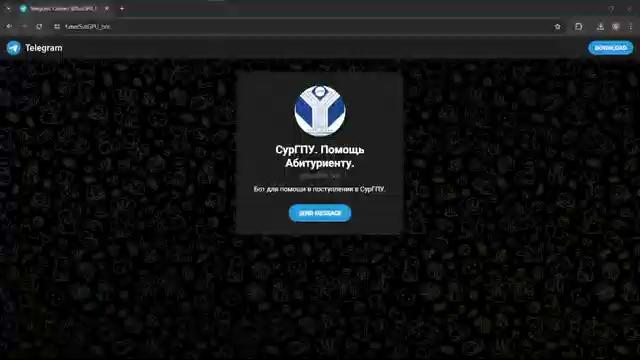 Telegram
DOWNLOAD
СурГПУ. Помощь
Абитуриенту.
Бот для помощи в поступлении в СурГПУ.
SEND MESSAGE